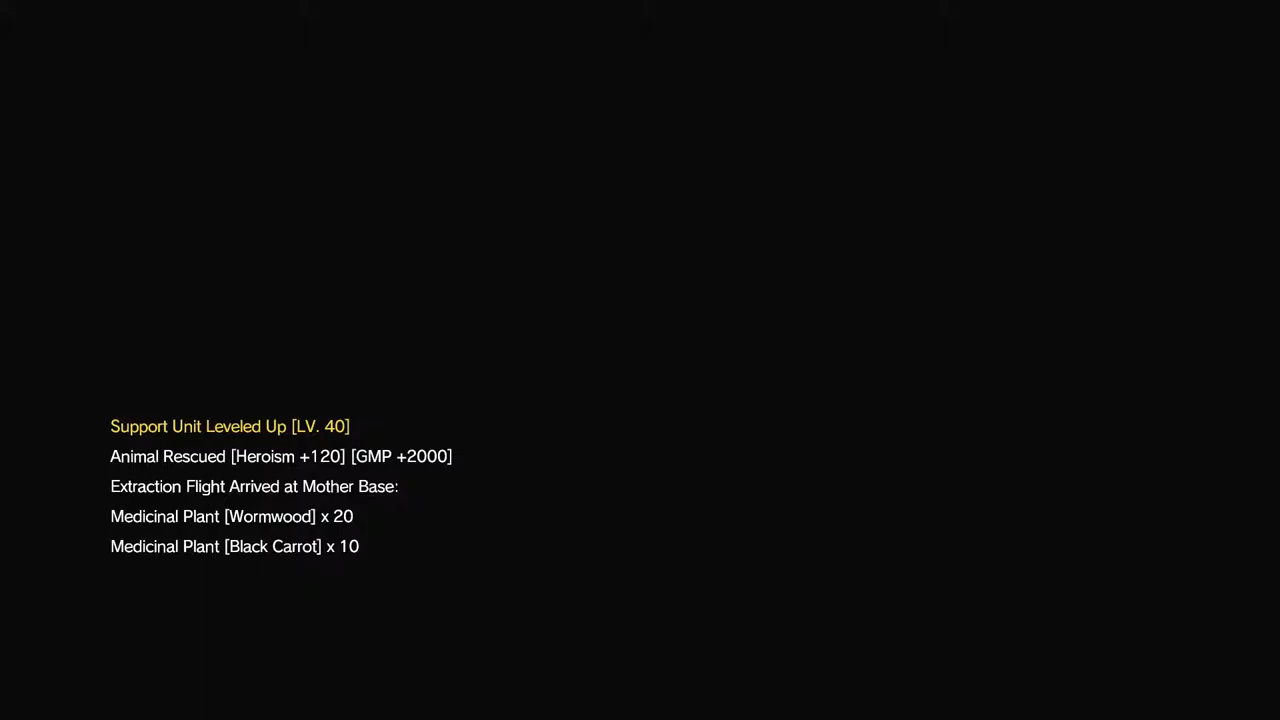 Support Unit Leveled Up [LV. 40]
Animal Rescued [Heroism +120] [GMP +2000]
Extraction Flight Arrived at Mother Base:
Medicinal Plant [Wormwood] x 20
Medicinal Plant [Black Carrot] x 10